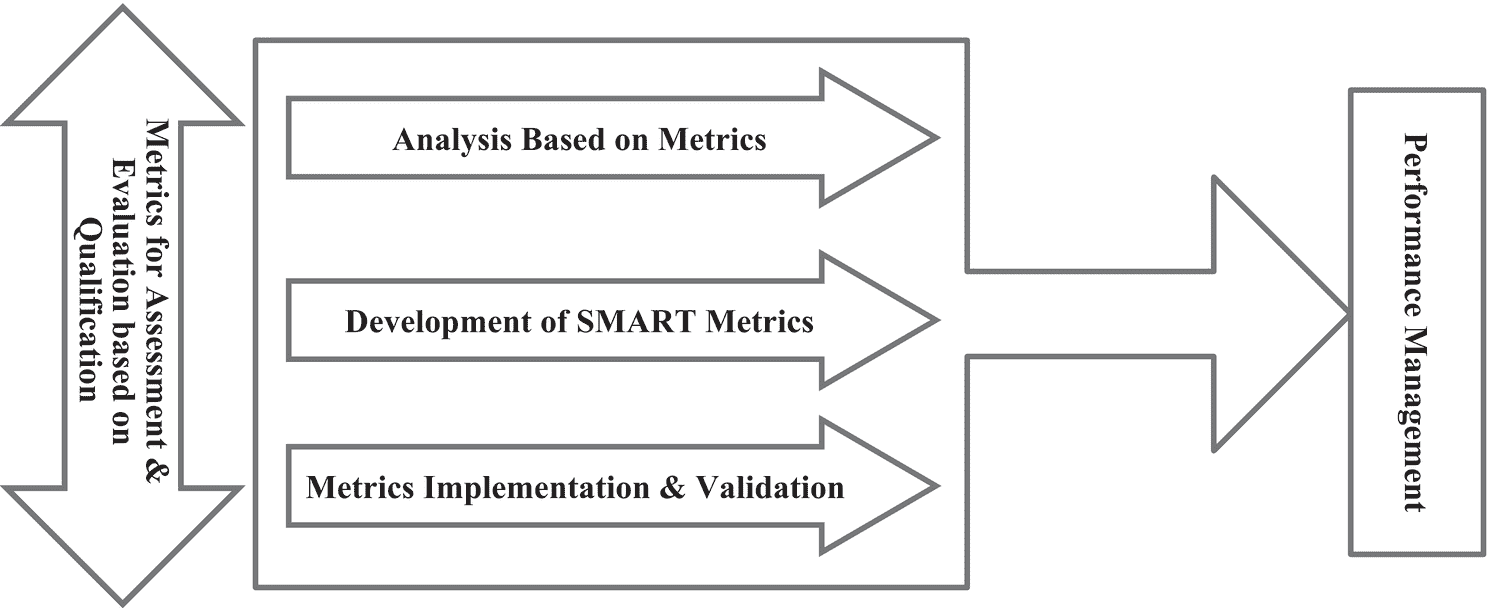 Metrics for Assessment &
Evaluation based on
Qualification
Analysis Based on Metrics
Development of SMART Metrics
Metrics Implementation & Validation
Performance Management